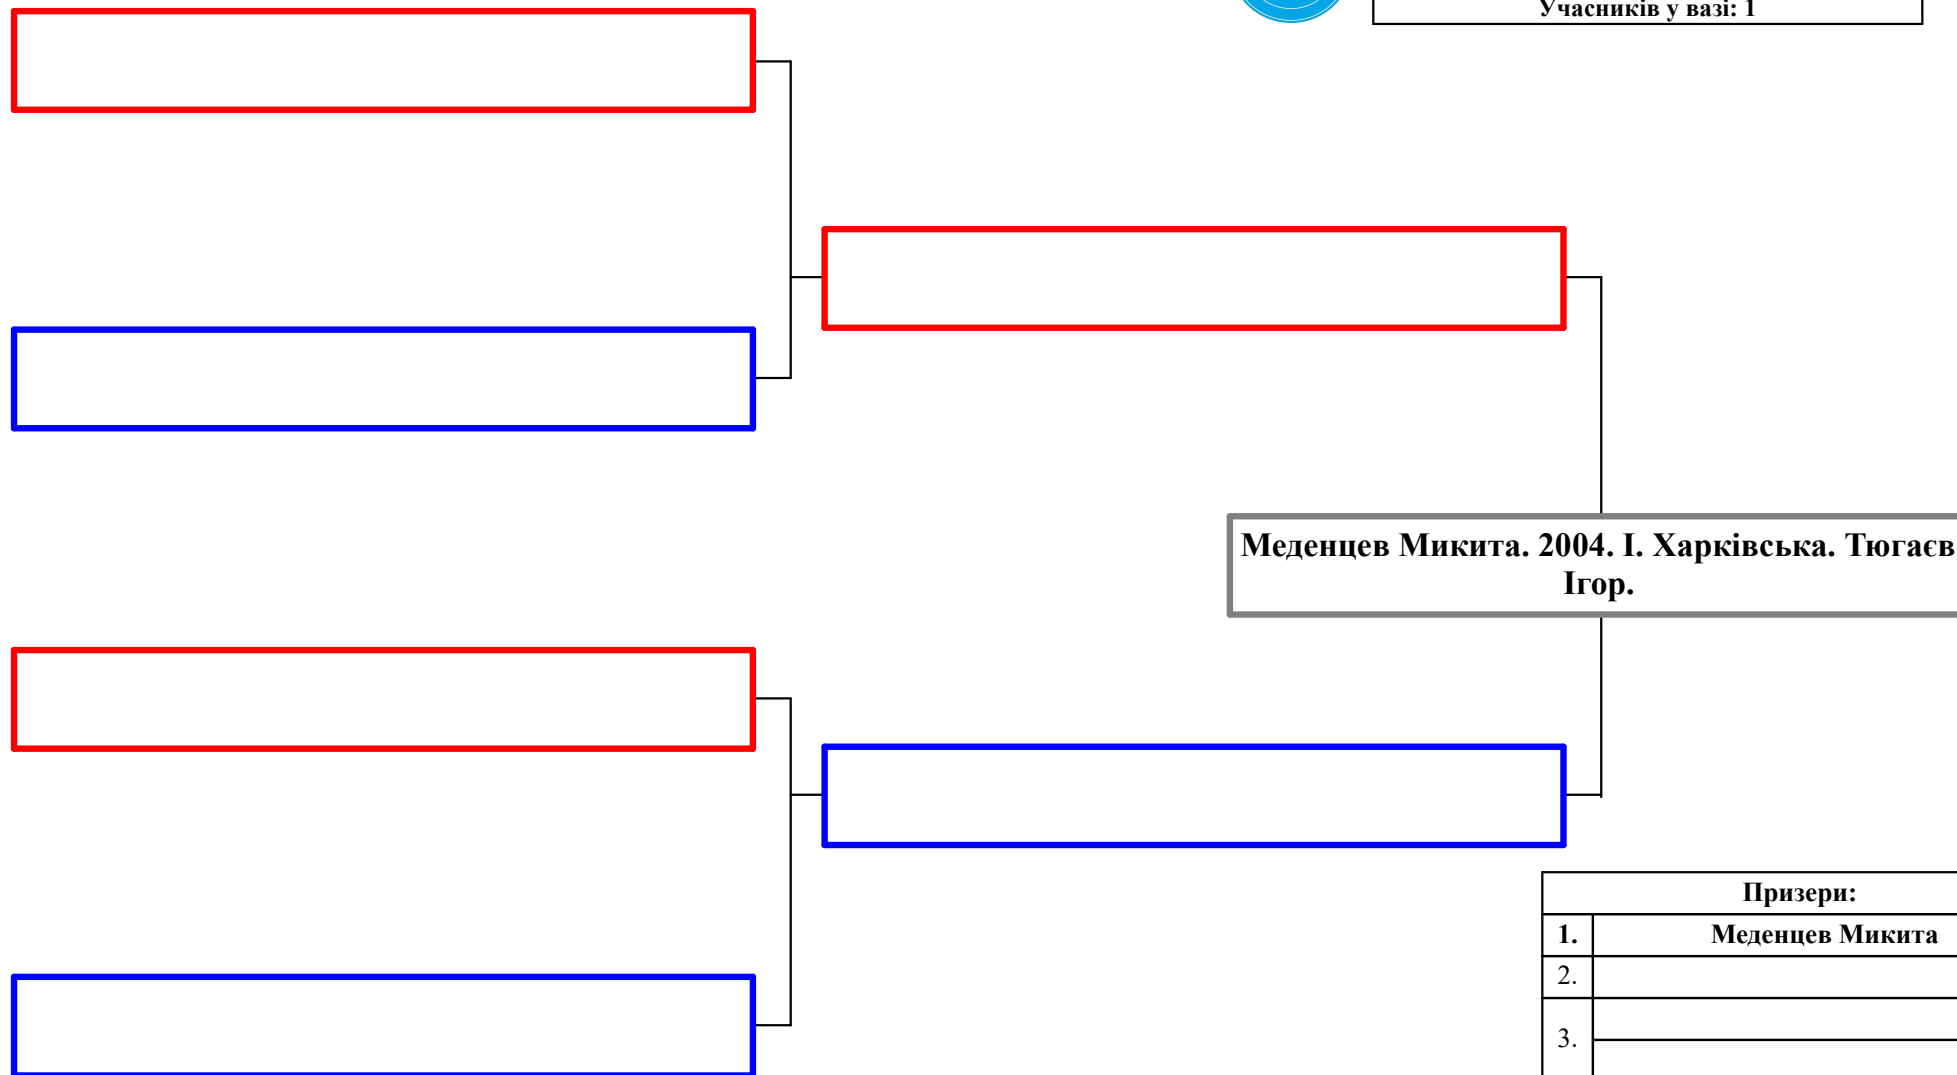 Учасників у вазі: 1
Меденцев Микита. 2004. І. Харківська. Тюгаєв
Ігор.
Призери:
1. Меденцев Микита
2.
3.